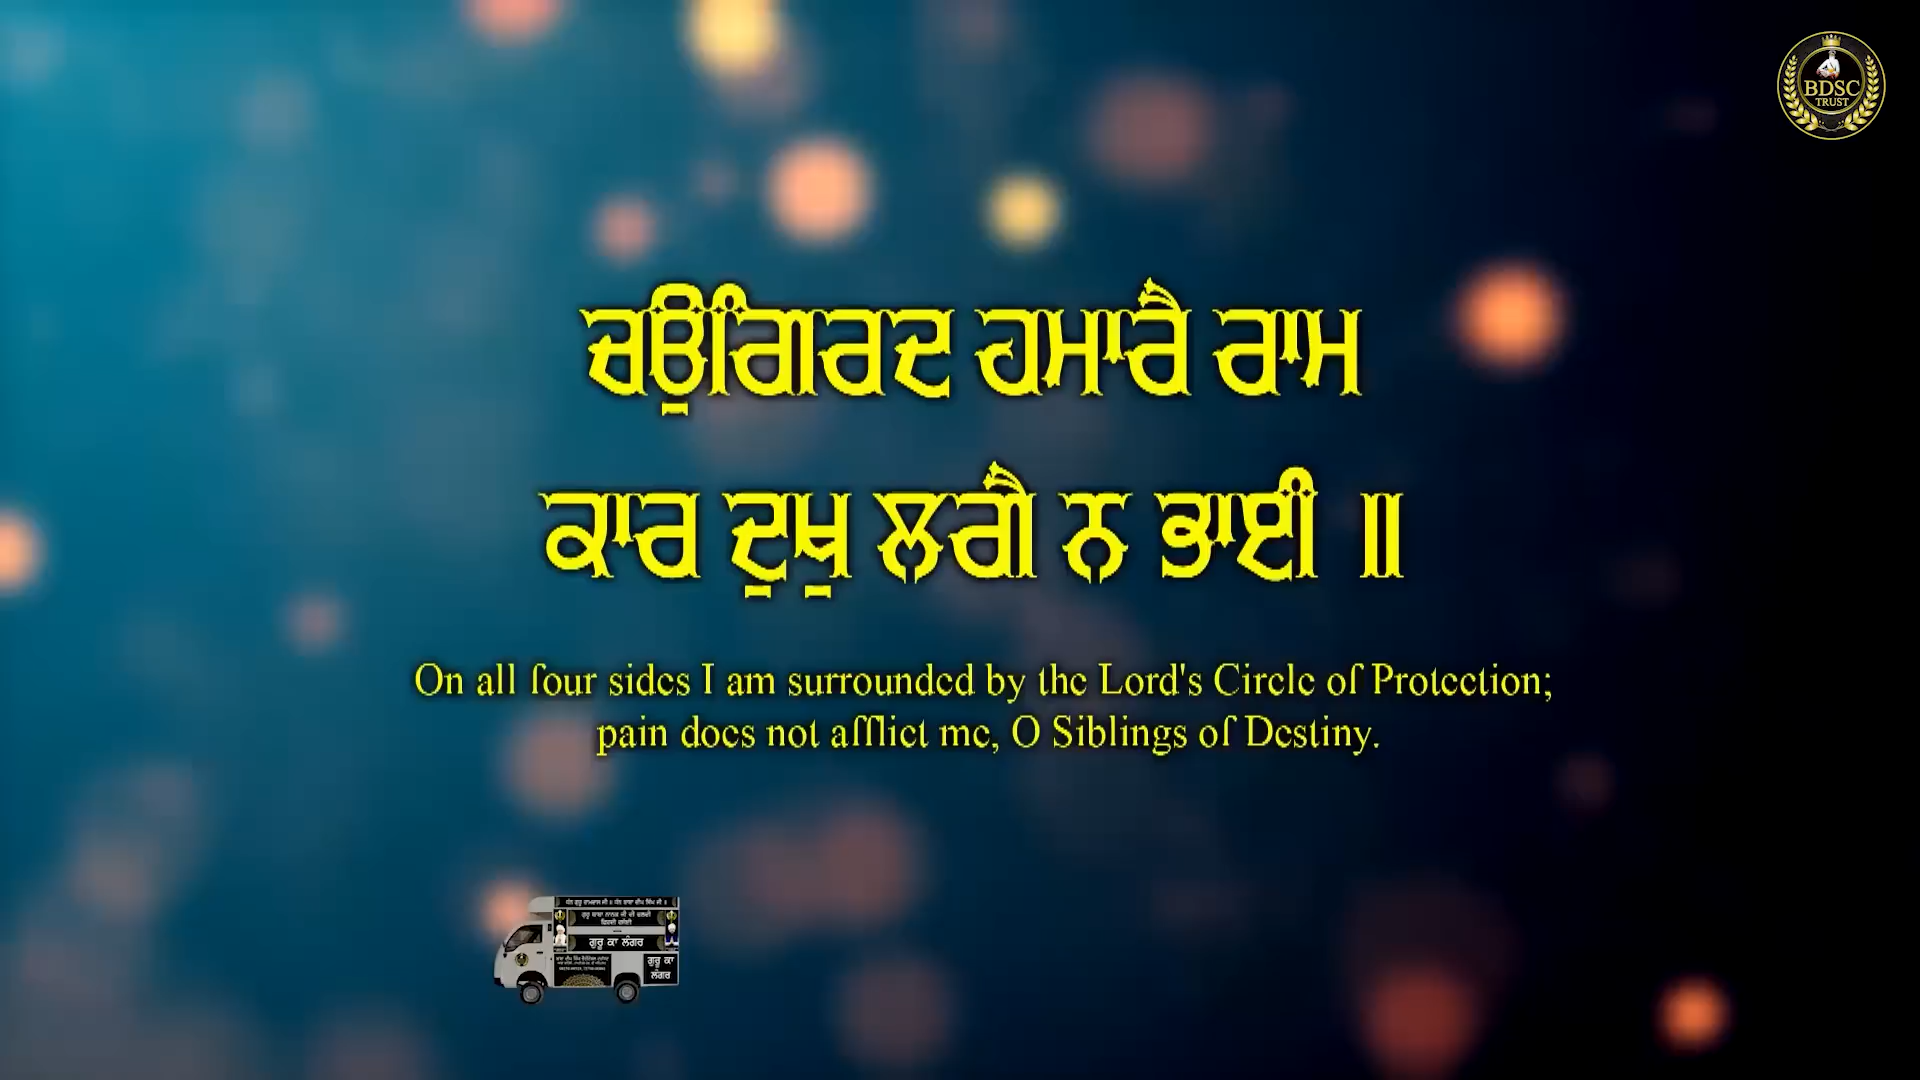 BDSC
TRUST
ਚਉਗਿਰਦ ਹਮਾਰੈ ਰਾਮ
ਕਾਰ ਦੁਖੁ ਲਗੈ ਨ ਭਾਈ ॥
On all four sides I am surrounded by the Lord's Circle of Protection;
pain does not afflict me, O Siblings of Destiny.
ਗੁਰੂ ਕਾ ਲੰਗਰ
ਗੁਰੂ ਕਾ
ਲੰਗਰ